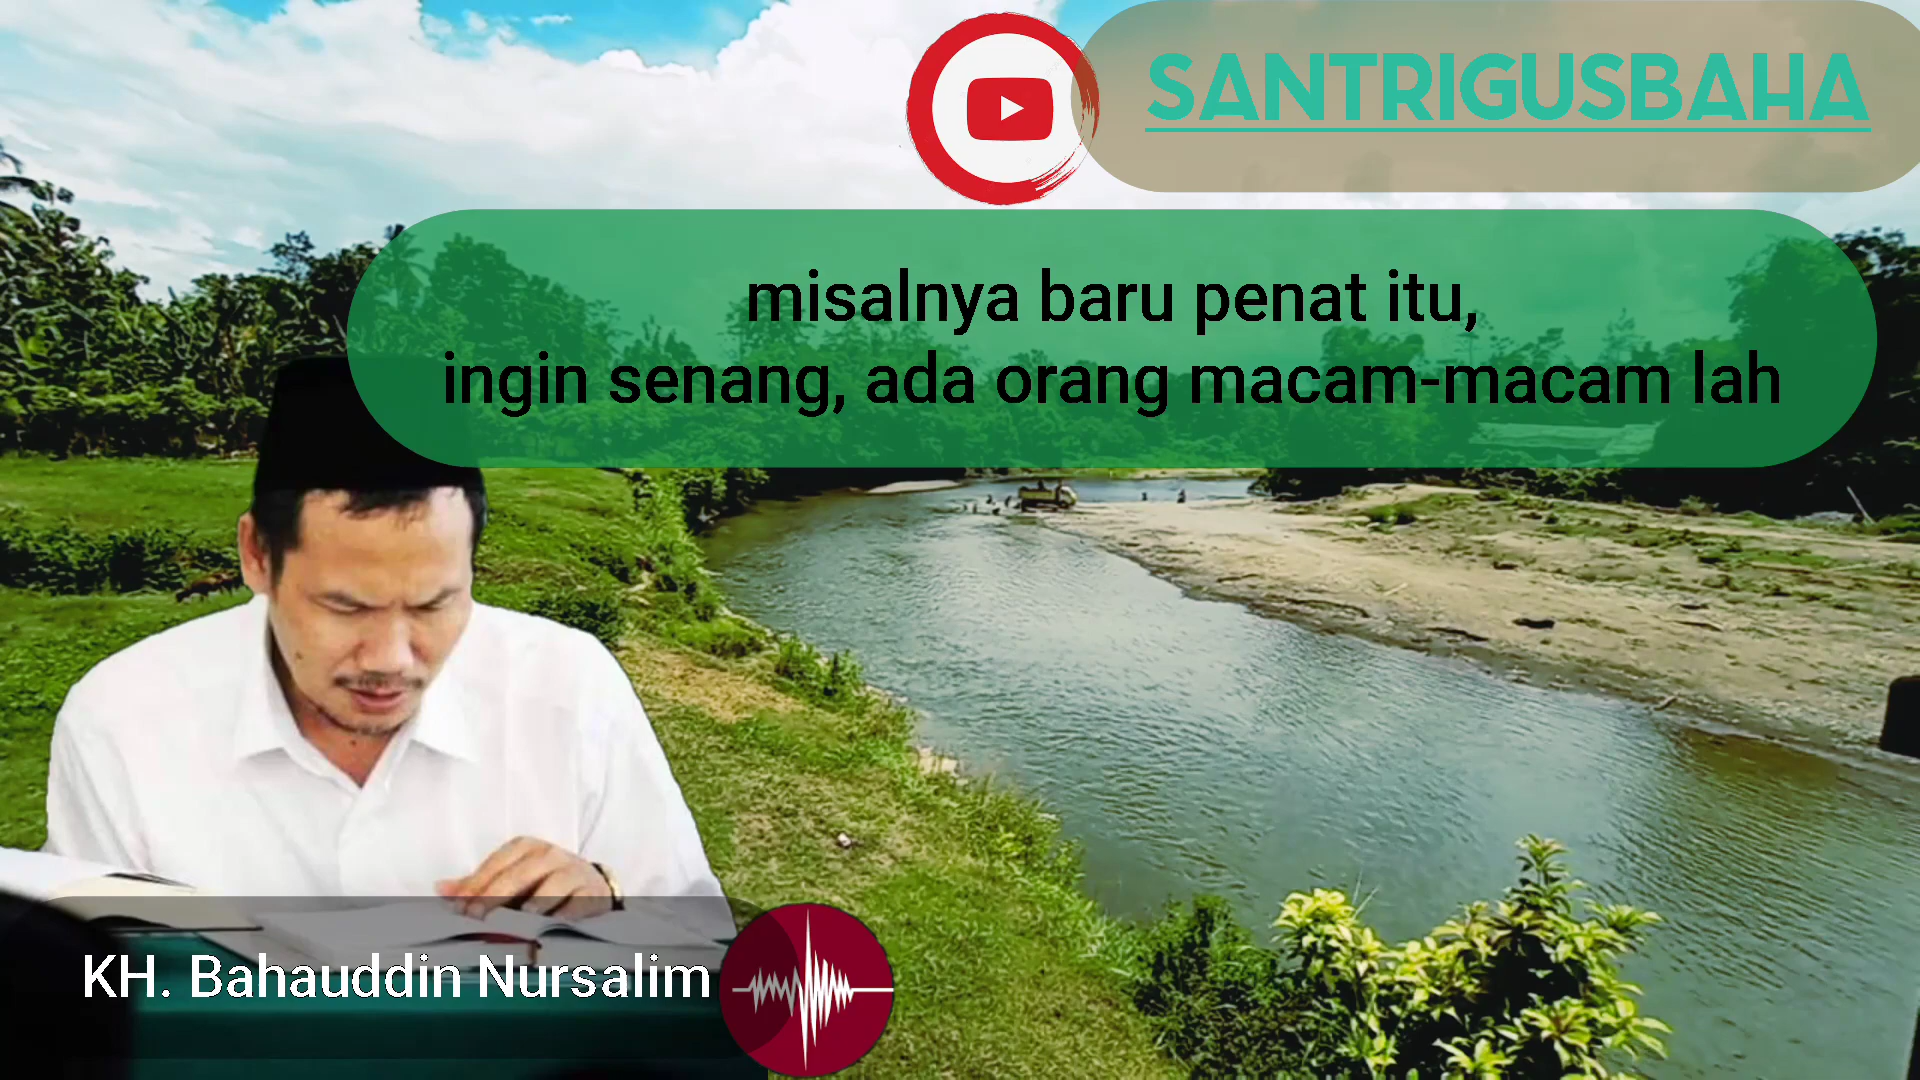 SANTRIGUSBAHA
misalnya baru penat itu,
ingin senang, ada orang macam-macam lah
KH. Bahauddin Nursalim